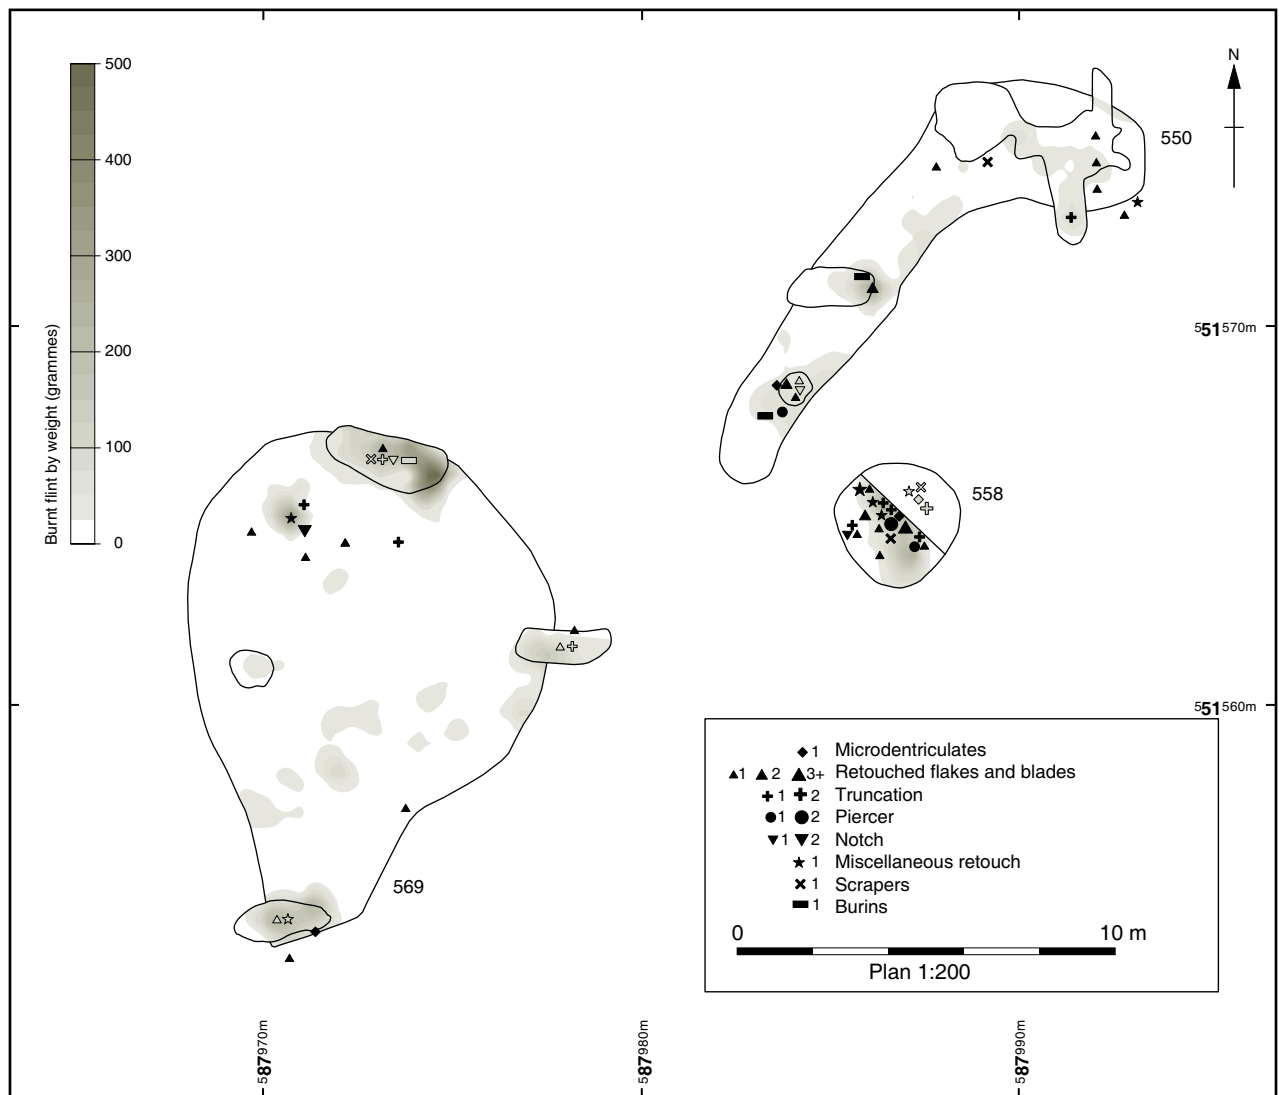 500
400
300
200
100
0
Burnt flint by weight (grammes)
N
550
551570m
558
551560m
569
1 Microdentriculates
1 2 3+ Retouched flakes and blades
1 2 Truncation
1 2 Piercer
1 2 Notch
1 Miscellaneous retouch
1 Scrapers
1 Burins
0 10 m
Plan 1:200
587970m
587980m
587990m